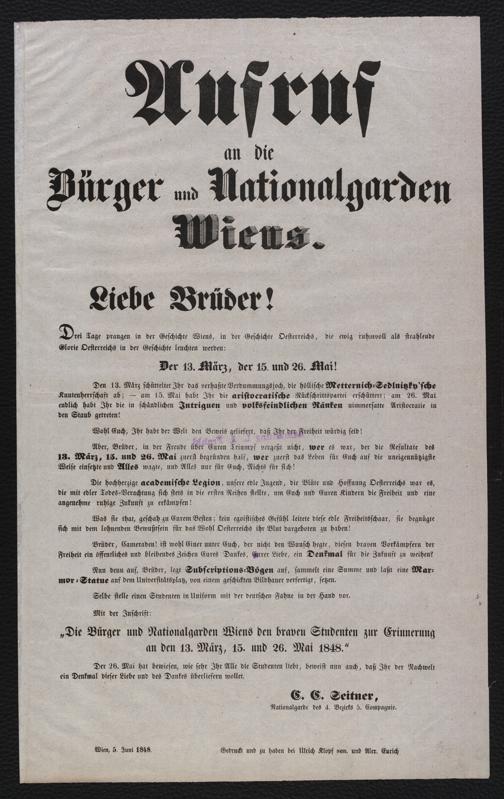 Aufruf
an die
Bürger und Nationalgarden
Wiens.
Liebe Brüder!
Drei Tage prangen in der Geschichte Wiens, in der Geschichte Oesterreichs, die ewig ruhmvoll als strahlende
Glorie Oesterreichs in der Geschichte leuchten werden:
Der 13. März, der 15. und 26. Mai!
Den 13. März schütteltet Ihr das verhaßte Verdummungsjoch, die höllische Metternich-Sedlnitzky'sche
Knutenherrschaft ab; — am 15. Mai habt Ihr die aristocratische Rückschrittspartei erschüttert; am 26. Mai
endlich habt Ihr die in schändlichen Intriguen und volksfeindlichen Ränken nimmersatte Aristocratie in
den Staub getreten!
Wohl Euch, Ihr habt der Welt den Beweis geliefert, daß Ihr der Freiheit würdig seid!
Aber, Brüder, in der Freude über Euren Triumpf vergeßt nicht, wer es war, der die Resultate des
13. März, 15. und 26. Mai zuerst begründen half, wer zuerst das Leben für Euch auf die uneigennützigste
Weise einsetzte und Alles wagte, und Alles nur für Euch, Nichts für sich!
Die hochherzige academische Legion, unsere edle Jugend, die Blüte und Hoffnung Oesterreichs war es,
die mit edler Todes-Verachtung sich stets in die ersten Reihen stellte, um Euch und Euren Kindern die Freiheit und eine
angenehme ruhige Zukunft zu erkämpfen!
Was sie that, geschah zu Eurem Besten; kein egoistisches Gefühl leitete diese edle Freiheitsschaar, sie begnügte
sich mit dem lohnenden Bewußtsein für das Wohl Oesterreichs ihr Blut dargeboten zu haben!
Brüder, Cameraden! ist wohl Einer unter Euch, der nicht den Wunsch hegte, diesen braven Vorkämpfern der
Freiheit ein öffentliches und bleibendes Zeichen Eures Dankes, Eurer Liebe, ein Denkmal für die Zukunft zu weihen?
Nun denn auf, Brüder, legt Subscriptions-Bögen auf, sammelt eine Summe und laßt eine Mar-
mor-Statue auf dem Universitätsplatz, von einem geschickten Bildhauer verfertigt, setzen.
Selbe stelle einen Studenten in Uniform mit der deutschen Fahne in der Hand vor.
Mit der Inschrift:
„Die Bürger und Nationalgarden Wiens den braven Studenten zur Erinnerung
an den 13. März, 15. und 26. Mai 1848.“
Der 26. Mai hat bewiesen, wie sehr Ihr Alle die Studenten liebt, beweist nun auch, daß Ihr der Nachwelt
ein Denkmal dieser Liebe und des Dankes überliefern wollet.
C. C. Seitner,
Nationalgarde des 4. Bezirks 5. Compagnie.
Wien, 5. Juni 1848.
Gedruckt und zu haben bei Ulrich Klopf sen. und Alex. Eurich